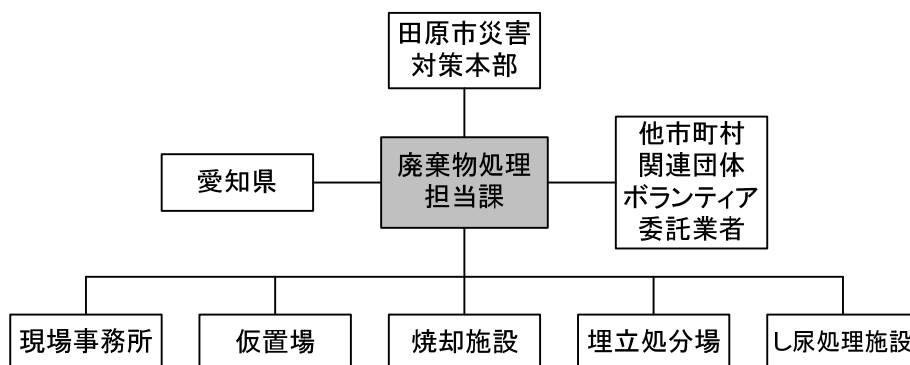 田原市災害
対策本部
愛知県
廃棄物処理
担当課
他市町村
関連団体
ボランティア
委託業者
現場事務所
仮置場
焼却施設
埋立処分場
し尿処理施設